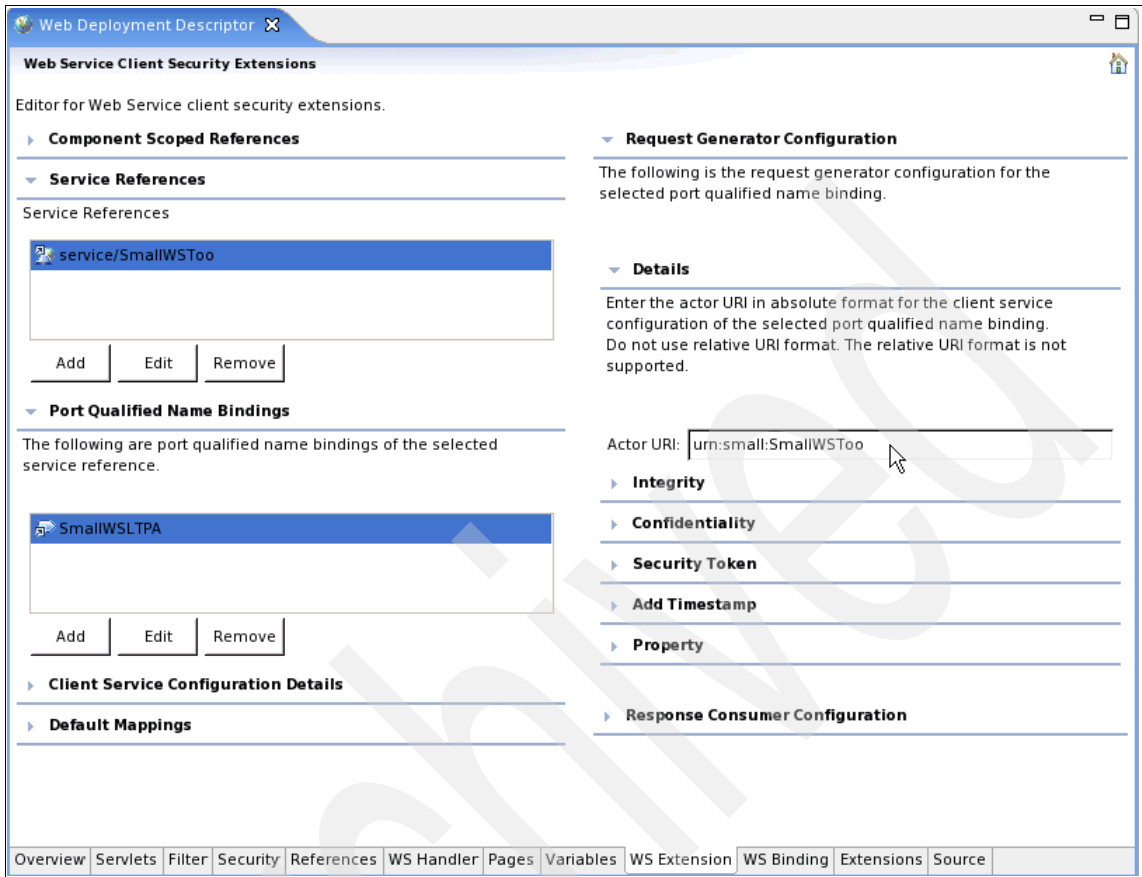 Web Deployment Descriptor
Web Service Client Security Extensions
Editor for Web Service client security extensions.
Component Scoped References
Service References
Service References
service/SmallWSToo
Add Edit Remove
Port Qualified Name Bindings
The following are port qualified name bindings of the selected
service reference.
SmallWSLTPA
Add Edit Remove
Client Service Configuration Details
Default Mappings
Request Generator Configuration
The following is the request generator configuration for the
selected port qualified name binding.
Details
Enter the actor URI in absolute format for the client service
configuration of the selected port qualified name binding.
Do not use relative URI format. The relative URI format is not
supported.
Actor URI: urn:small:SmallWSToo
Integrity
Confidentiality
Security Token
Add Timestamp
Property
Response Consumer Configuration
Overview Servlets Filter Security References WS Handler Pages Variables WS Extension WS Binding Extensions Source
hived